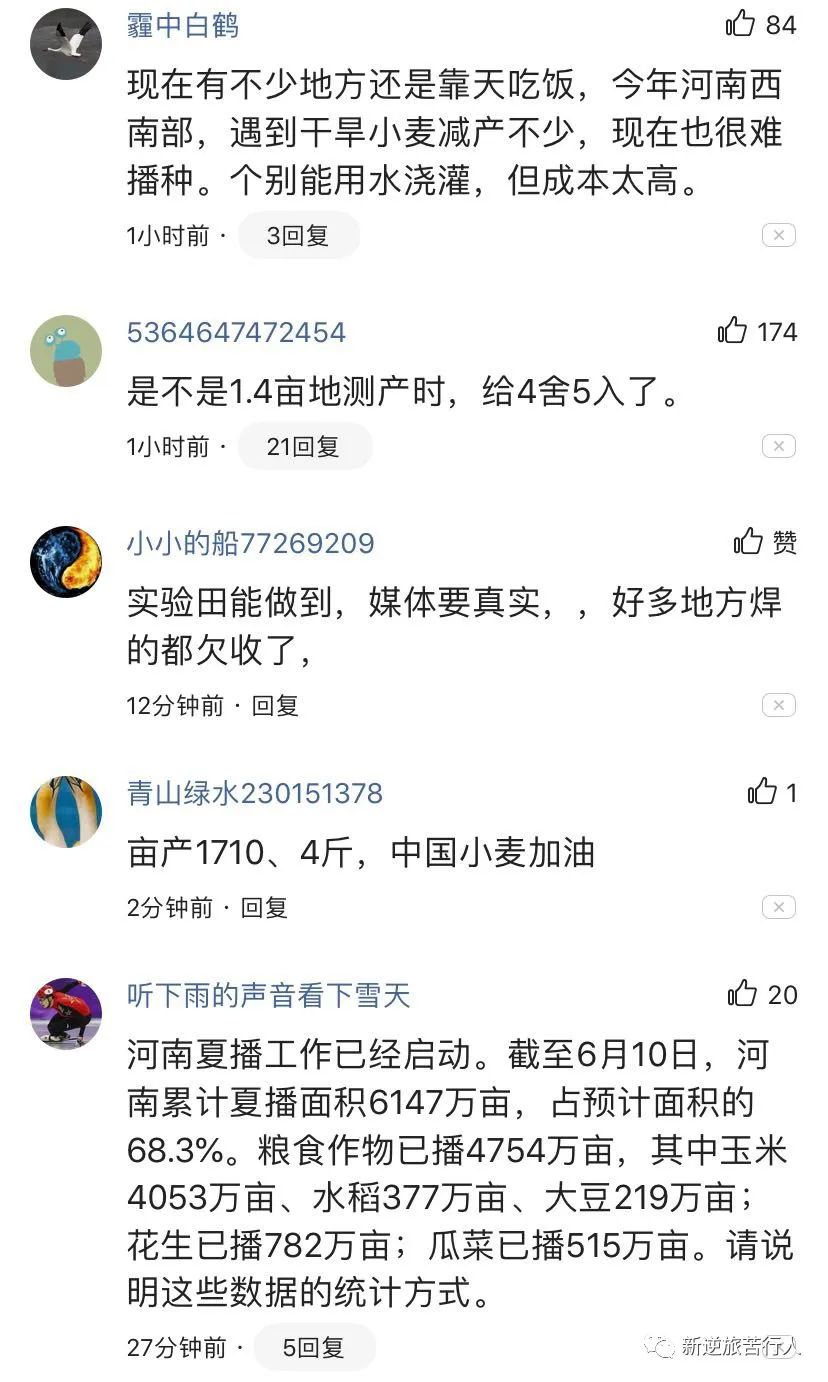 霾中白鹤
84
现在有不少地方还是靠天吃饭，今年河南西
南部，遇到干旱小麦减产不少，现在也很难
播种。个别能用水浇灌，但成本太高。
1小时前 · 3回复
5364647472454
174
是不是1.4亩地测产时，给4舍5入了。
1小时前 · 21回复
小小的船77269209
赞
实验田能做到，媒体要真实，，好多地方焊
的都欠收了，
12分钟前 · 回复
青山绿水230151378
1
亩产1710、4斤，中国小麦加油
2分钟前 · 回复
听下雨的声音看下雪天
20
河南夏播工作已经启动。截至6月10日，河
南累计夏播面积6147万亩，占预计面积的
68.3%。粮食作物已播4754万亩，其中玉米
4053万亩、水稻377万亩、大豆219万亩；
花生已播782万亩；瓜菜已播515万亩。请说
明这些数据的统计方式。
27分钟前 · 5回复
新逆旅苦行人